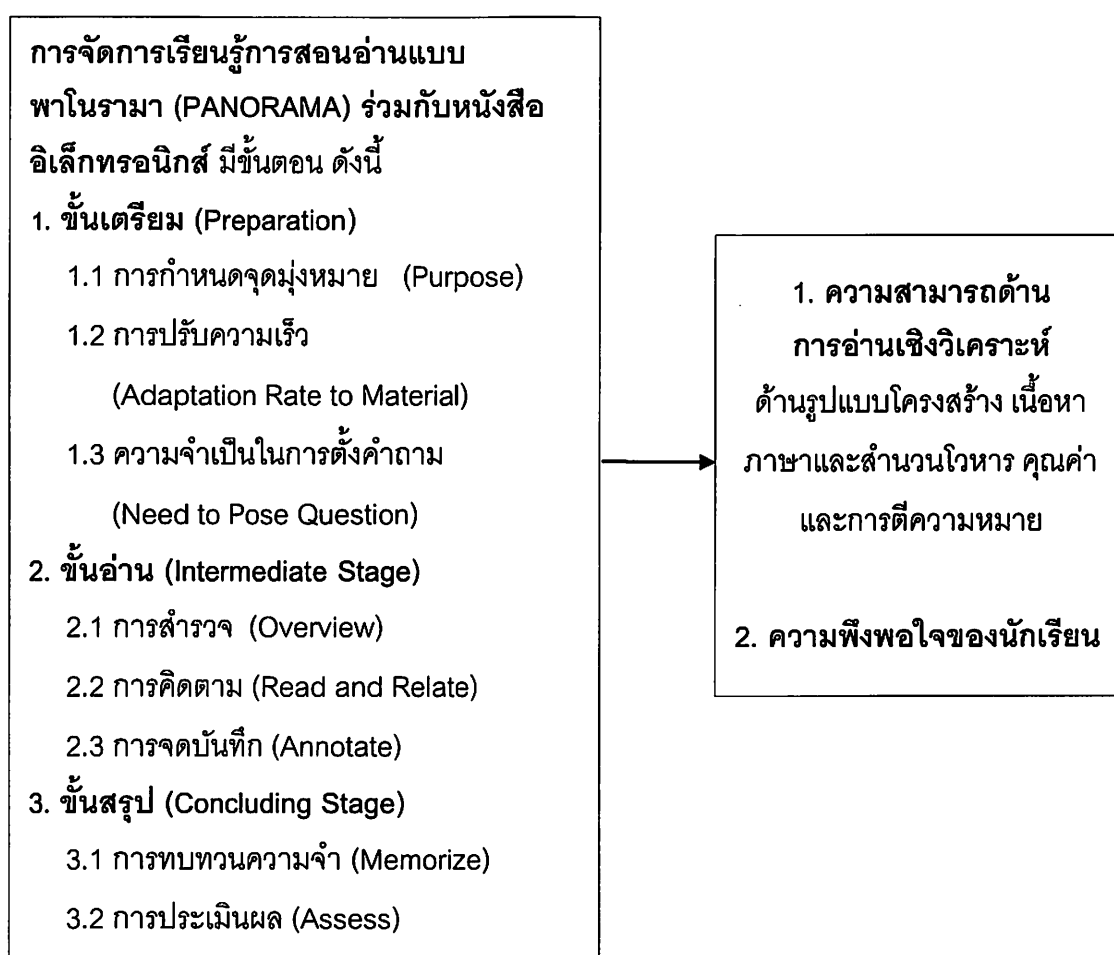 การจัดการเรียนรู้การสอนอ่านแบบ
พาโนรามา (PANORAMA) ร่วมกับหนังสือ
อิเล็กทรอนิกส์ มีขั้นตอน ดังนี้
1. ขั้นเตรียม (Preparation)
1.1 การกำหนดจุดมุ่งหมาย (Purpose)
1.2 การปรับความเร็ว
(Adaptation Rate to Material)
1.3 ความจำเป็นในการตั้งคำถาม
(Need to Pose Question)
2. ขั้นอ่าน (Intermediate Stage)
2.1 การสำรวจ (Overview)
2.2 การคิดตาม (Read and Relate)
2.3 การจดบันทึก (Annotate)
3. ขั้นสรุป (Concluding Stage)
3.1 การทบทวนความจำ (Memorize)
3.2 การประเมินผล (Assess)
1. ความสามารถด้าน
การอ่านเชิงวิเคราะห์
ด้านรูปแบบโครงสร้าง เนื้อหา
ภาษาและสำนวนโวหาร คุณค่า
และการตีความหมาย
2. ความพึงพอใจของนักเรียน